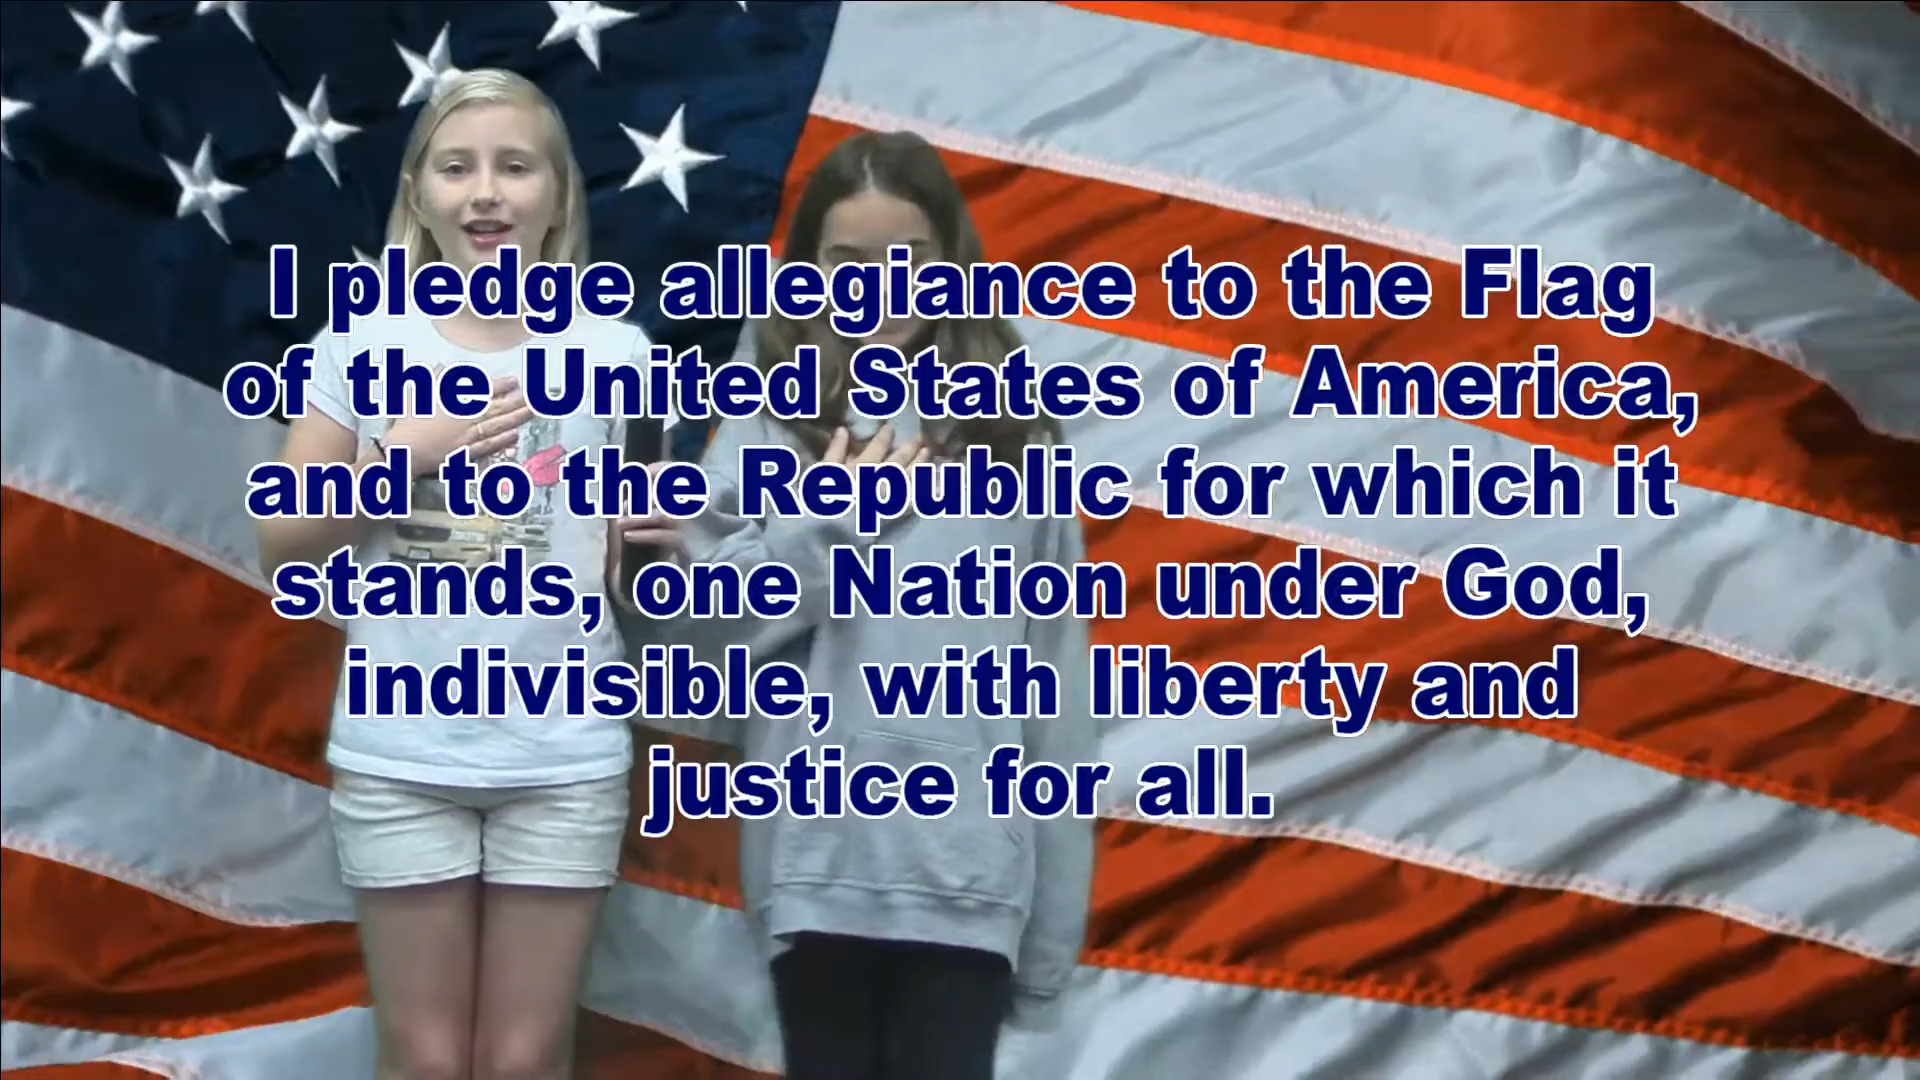 I pledge allegiance to the Flag
of the United States of America,
and to the Republic for which it
stands, one Nation under God,
indivisible, with liberty and
justice for all.